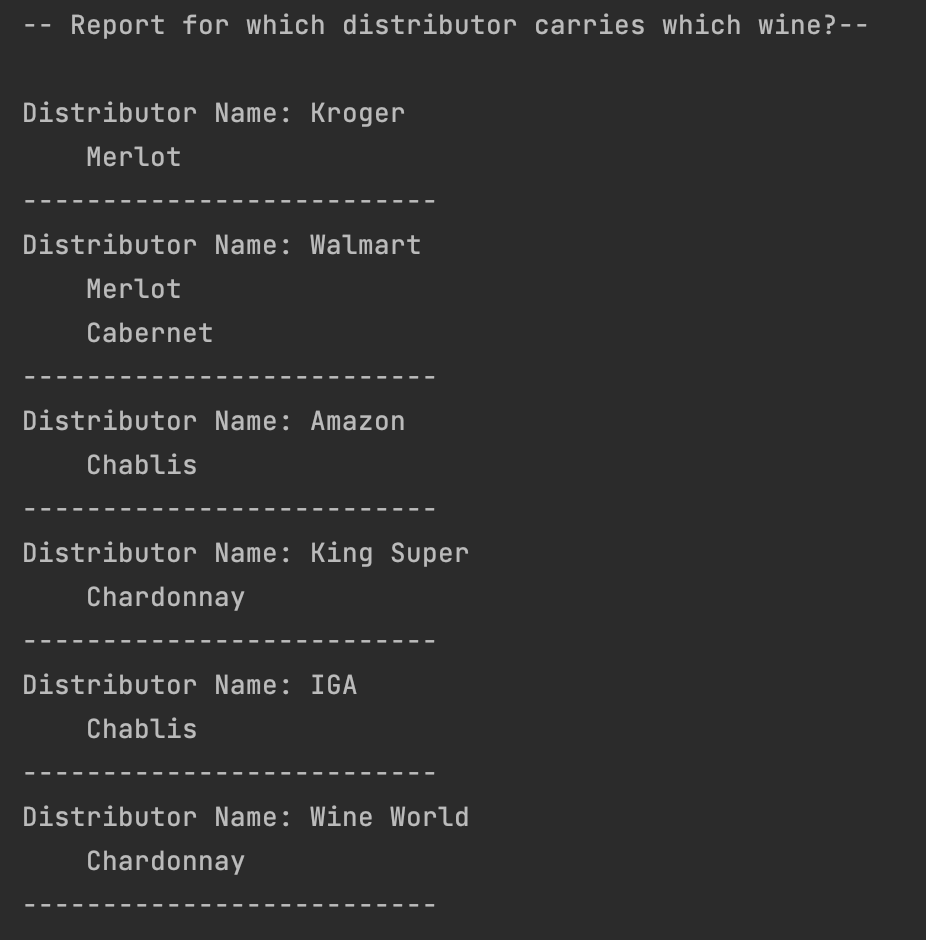 -- Report for which distributor carries which wine?--
Distributor Name: Kroger
    Merlot
--------------------------
Distributor Name: Walmart
    Merlot
    Cabernet
--------------------------
Distributor Name: Amazon
    Chablis
--------------------------
Distributor Name: King Super
    Chardonnay
--------------------------
Distributor Name: IGA
    Chablis
--------------------------
Distributor Name: Wine World
    Chardonnay
--------------------------